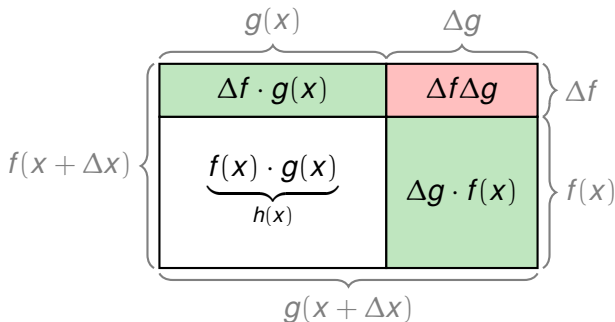 g(x) Δg
Δf · g(x) ΔfΔg Δf
f(x + Δx) f(x) · g(x) Δg · f(x) f(x)
h(x)
g(x + Δx)